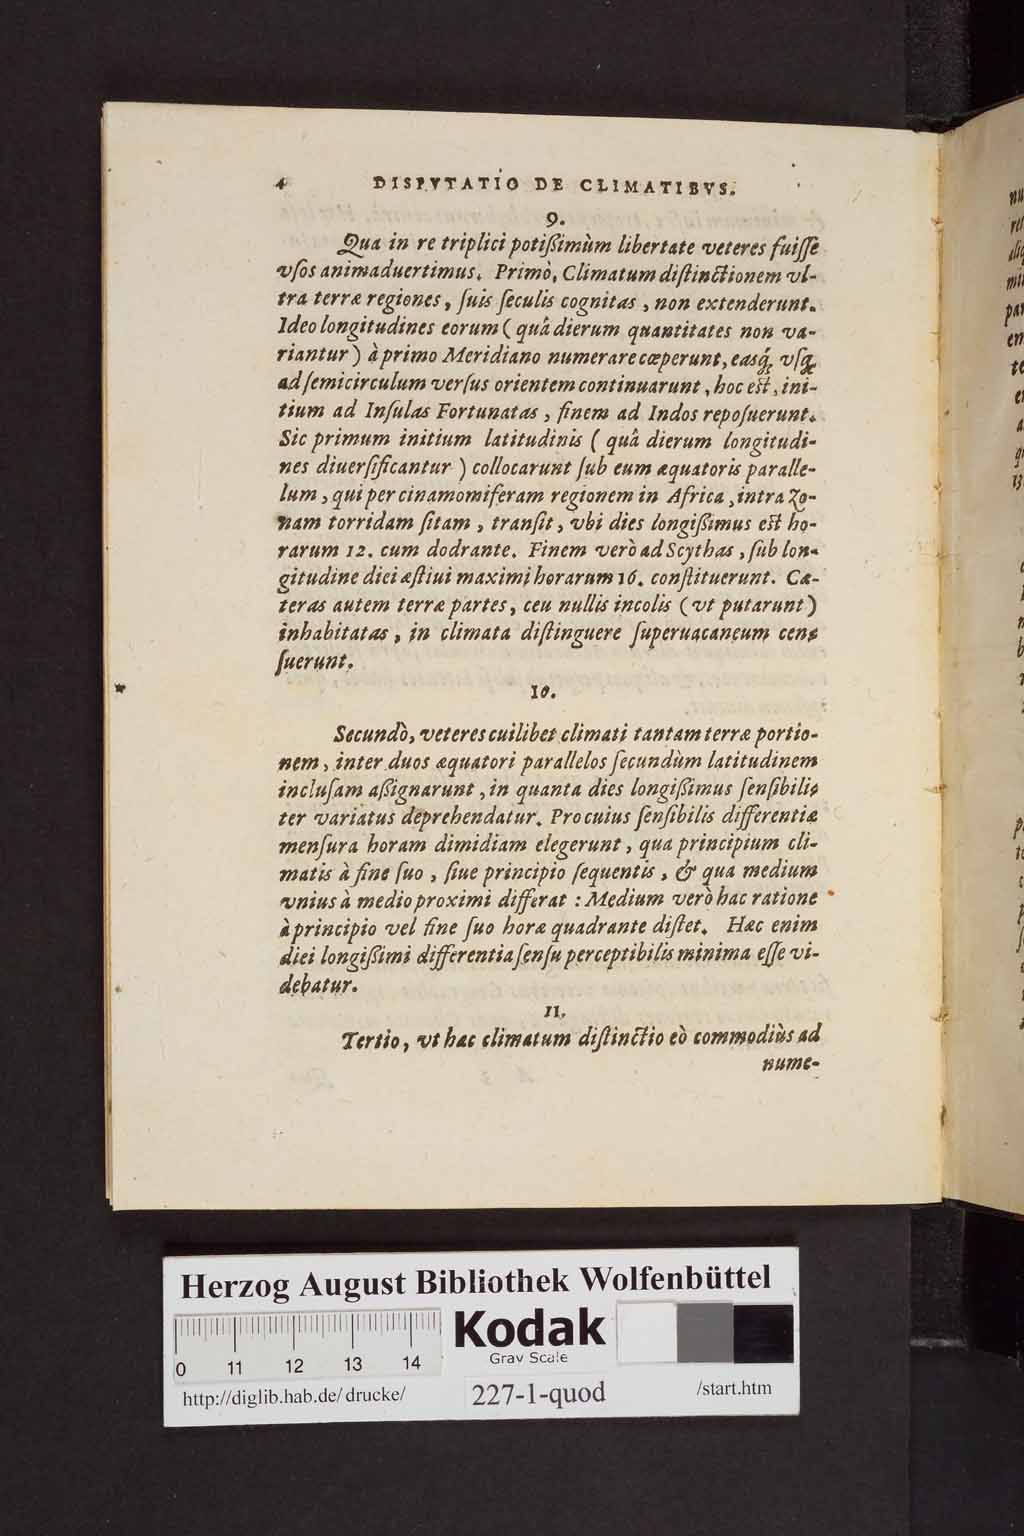 4 DISPVTATIO DE CLIMATIBVS.
9.
Qua in re triplici potißimùm libertate veteres fuiſſe
vſos animaduertimus. Primò, Climatum diſtinctionem vl-
tra terræ regiones, ſuis ſeculis cognitas, non extenderunt.
Ideo longitudines eorum (quâ dierum quantitates non va-
riantur) à primo Meridiano numerare cœperunt, easq́ꝫ vſqꝫ
ad ſemicirculum verſus orientem continuarunt, hoc eſt, ini-
tium ad Inſulas Fortunatas, finem ad Indos repoſuerunt.
Sic primum initium latitudinis (quâ dierum longitudi-
nes diuerſificantur) collocarunt ſub eum æquatoris paralle-
lum, qui per cinamomiferam regionem in Africa, intra Zo-
nam torridam ſitam, tranſit, vbi dies longißimus eſt ho-
rarum 12. cum dodrante. Finem verò ad Scythas, ſub lon-
gitudine diei æſtiui maximi horarum 16. conſtituerunt. Cæ-
teras autem terræ partes, ceu nullis incolis (vt putarunt)
inhabitatas, in climata diſtinguere ſuperuacaneum cen-
ſuerunt.
10.
Secundò, veteres cuilibet climati tantam terræ portio-
nem, inter duos æquatori parallelos ſecundùm latitudinem
incluſam aßignarunt, in quanta dies longißimus ſenſibili-
ter variatus deprehendatur. Pro cuius ſenſibilis differentiæ
menſura horam dimidiam elegerunt, qua principium cli-
matis à fine ſuo, ſiue principio ſequentis, & qua medium
vnius à medio proximi differat: Medium verò hac ratione
à principio vel fine ſuo horæ quadrante diſtet. Hæc enim
diei longißimi differentia ſenſu perceptibilis minima eſſe vi-
debatur.
11.
Tertio, vt hac climatum diſtinctio eò commodiùs ad
nume-
Herzog August Bibliothek Wolfenbüttel
0 11 12 13 14
Kodak
Gray Scale
http://diglib.hab.de/drucke/ 227-1-quod /start.htm